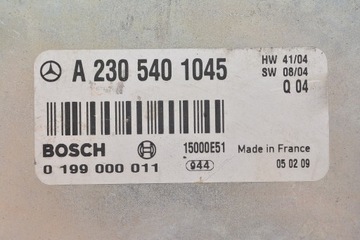 A 230 540 1045
HW 41/04
SW 08/04
Q 04
BOSCH 15000E51 Made in France
0 199 000 011 944 05 02 09